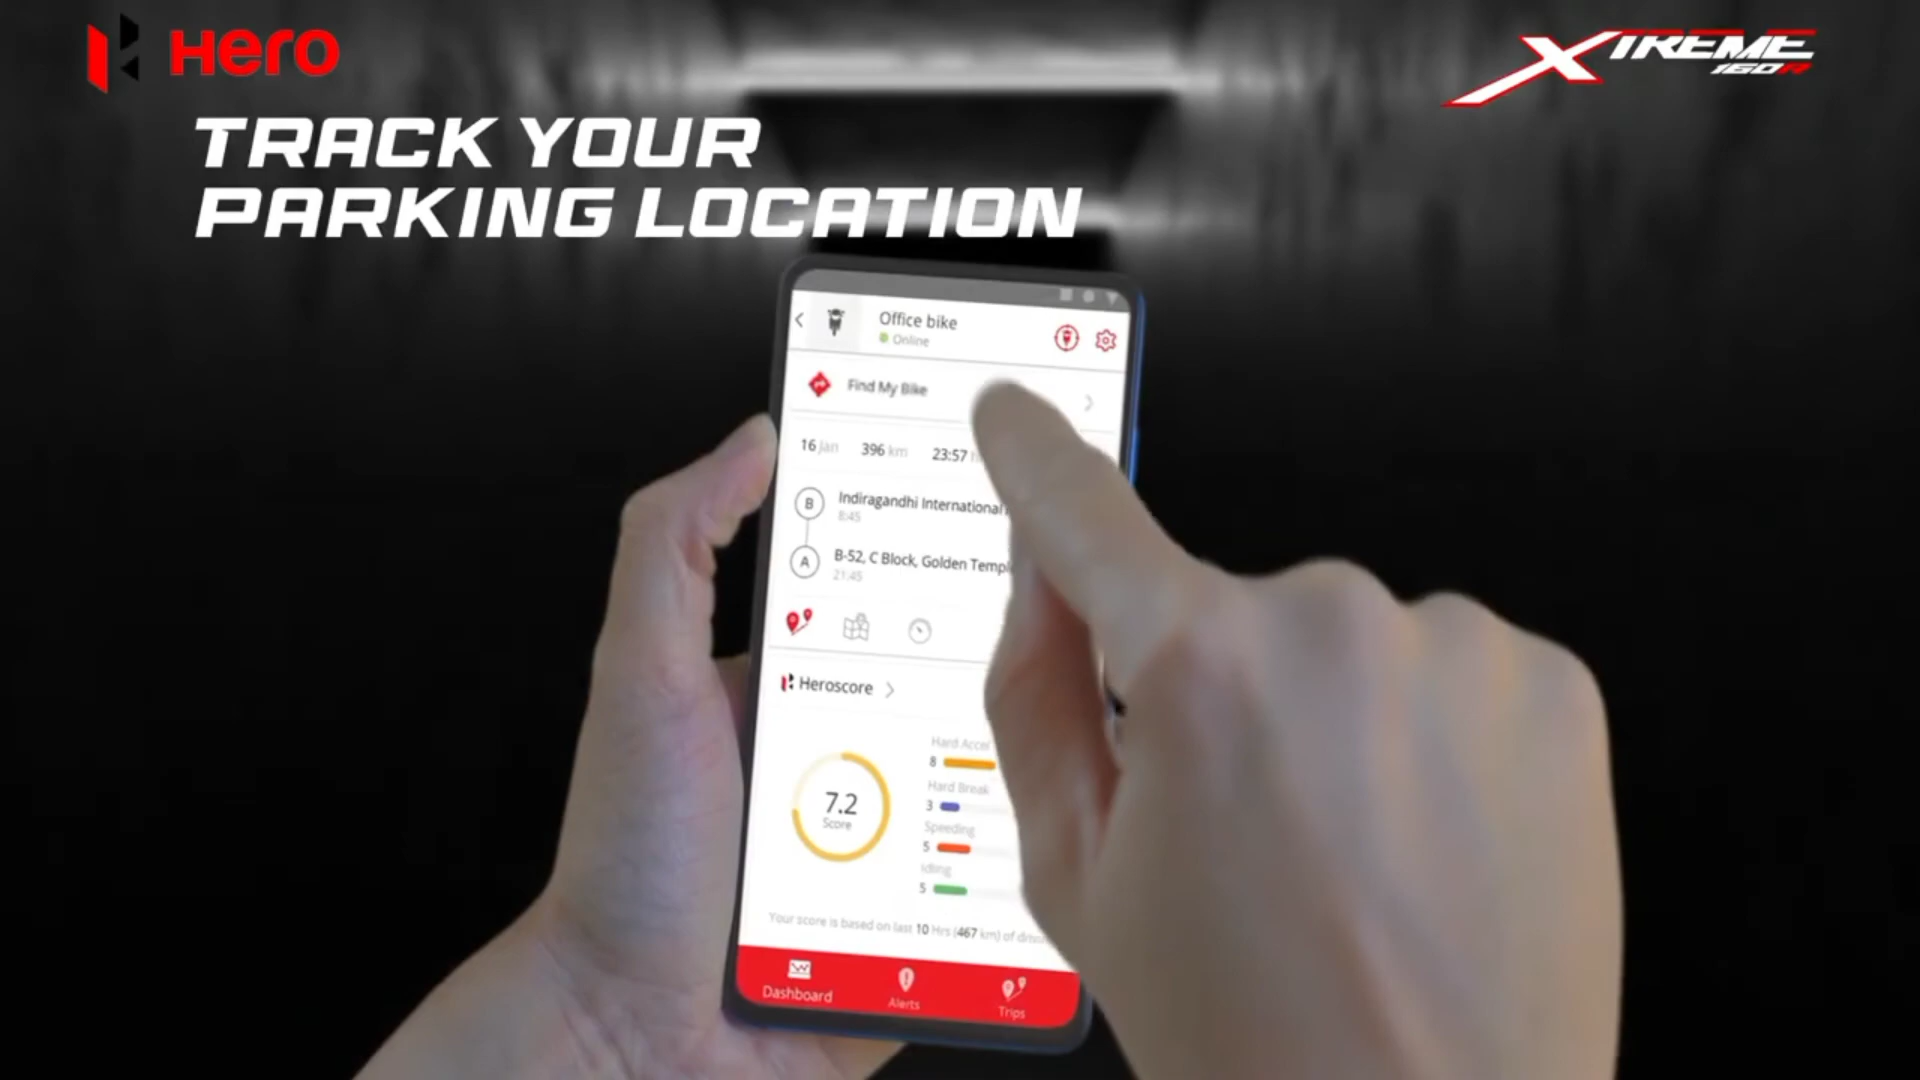 Hero
XTREME
160R
TRACK YOUR
PARKING LOCATION
Office bike
Online
Find My Bike
16 Jan 396 km 23:57
B
Indiragandhi International
8:45
A
B-52, C Block, Golden Templ
21:45
Heroscore
7.2
Score
Hard Accel
8
Hard Break
3
Speeding
5
Idling
5
Your score is based on last 10 Hrs (467 km) of
Dashboard
Alerts
Trips